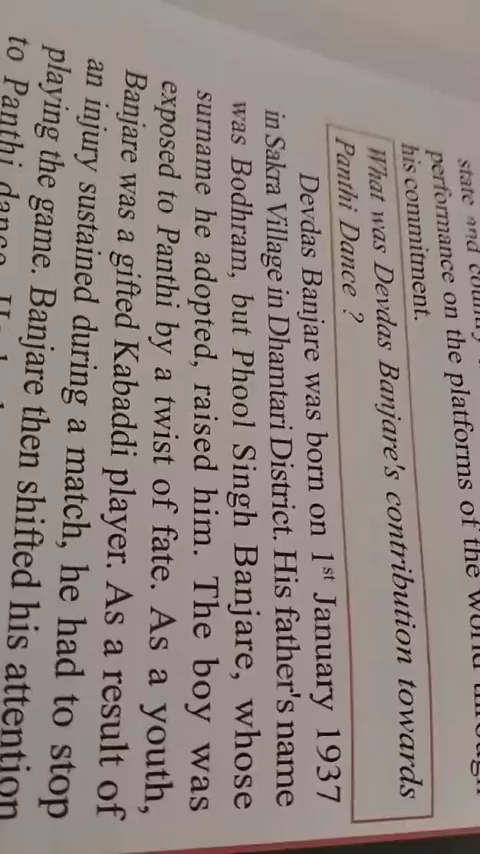 state and country
performance on the platforms of the world through
his commitment.
What was Devdas Banjare's contribution towards
Panthi Dance ?
Devdas Banjare was born on 1st January 1937
in Sakra Village in Dhamtari District. His father's name
was Bodhram, but Phool Singh Banjare, whose
surname he adopted, raised him. The boy was
exposed to Panthi by a twist of fate. As a youth,
Banjare was a gifted Kabaddi player. As a result of
an injury sustained during a match, he had to stop
playing the game. Banjare then shifted his attention
to Panthi dance.